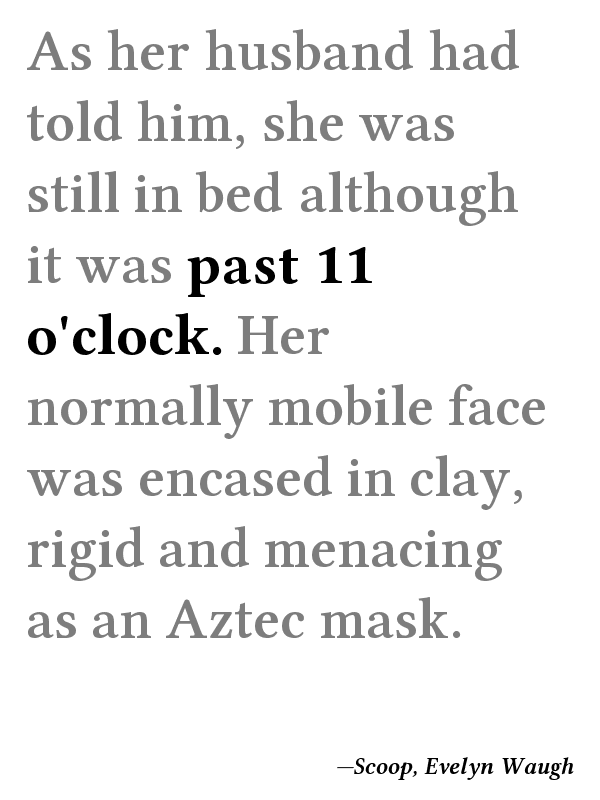 As her husband had
told him, she was
still in bed although
it was past 11
o'clock. Her
normally mobile face
was encased in clay,
rigid and menacing
as an Aztec mask.
—Scoop, Evelyn Waugh